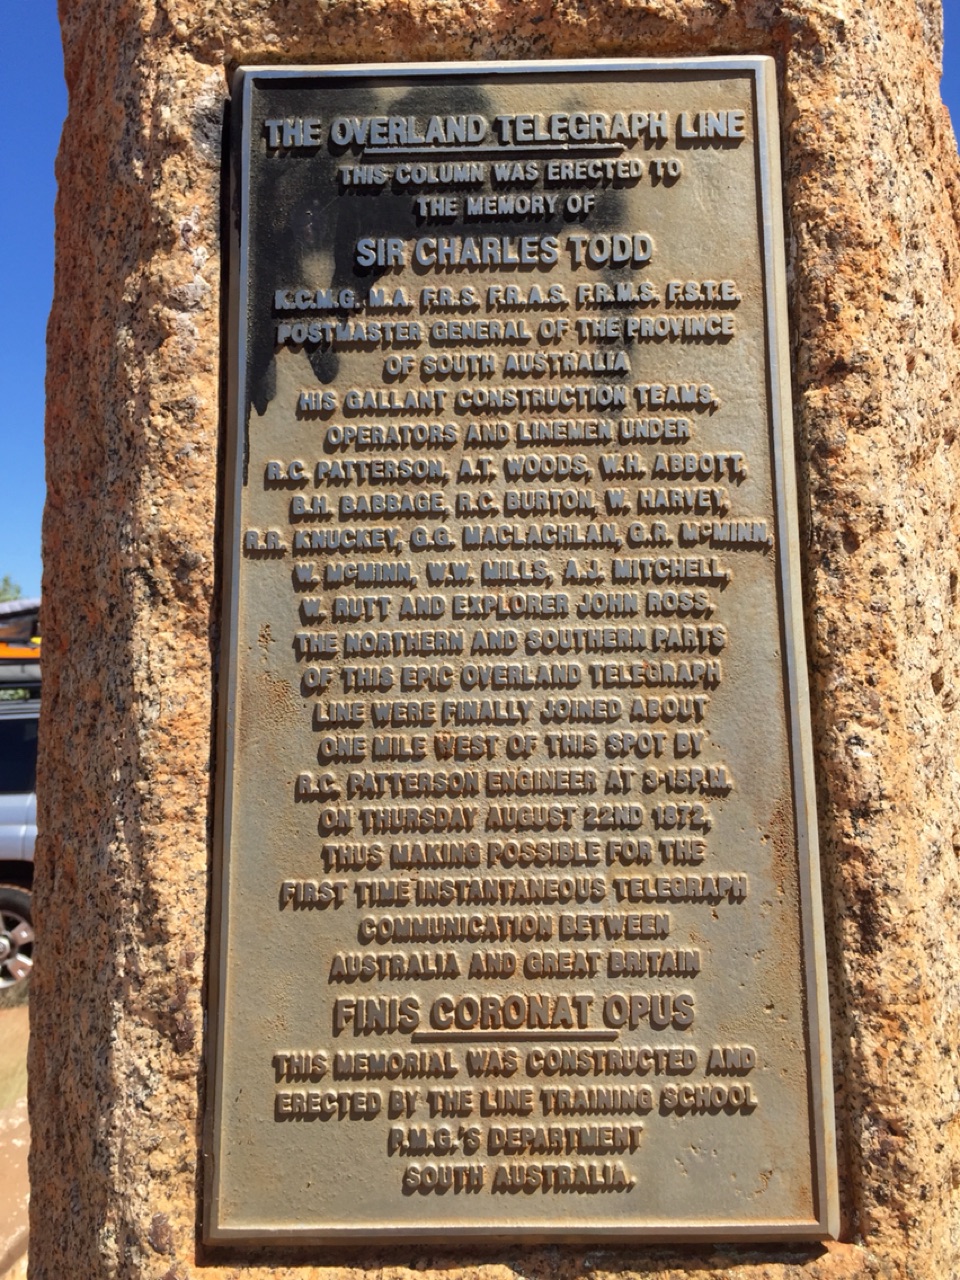 THE OVERLAND TELEGRAPH LINE
THIS COLUMN WAS ERECTED TO
THE MEMORY OF
SIR CHARLES TODD
K.C.M.G. M.A. F.R.S. F.R.A.S. F.R.M.S. F.S.T.E.
POSTMASTER GENERAL OF THE PROVINCE
OF SOUTH AUSTRALIA
HIS GALLANT CONSTRUCTION TEAMS,
OPERATORS AND LINEMEN UNDER
R.C. PATTERSON, A.T. WOODS, W.H. ABBOTT,
B.H. BABBAGE, R.C. BURTON, W. HARVEY,
R.R. KNUCKEY, G.G. MACLACHLAN, G.R. McMINN,
W. McMINN, W.W. MILLS, A.J. MITCHELL,
W. RUTT AND EXPLORER JOHN ROSS.
THE NORTHERN AND SOUTHERN PARTS
OF THIS EPIC OVERLAND TELEGRAPH
LINE WERE FINALLY JOINED ABOUT
ONE MILE WEST OF THIS SPOT BY
R.C. PATTERSON ENGINEER AT 3·15P.M.
ON THURSDAY AUGUST 22ND 1872,
THUS MAKING POSSIBLE FOR THE
FIRST TIME INSTANTANEOUS TELEGRAPH
COMMUNICATION BETWEEN
AUSTRALIA AND GREAT BRITAIN
FINIS CORONAT OPUS
THIS MEMORIAL WAS CONSTRUCTED AND
ERECTED BY THE LINE TRAINING SCHOOL
P.M.G.'S DEPARTMENT
SOUTH AUSTRALIA.